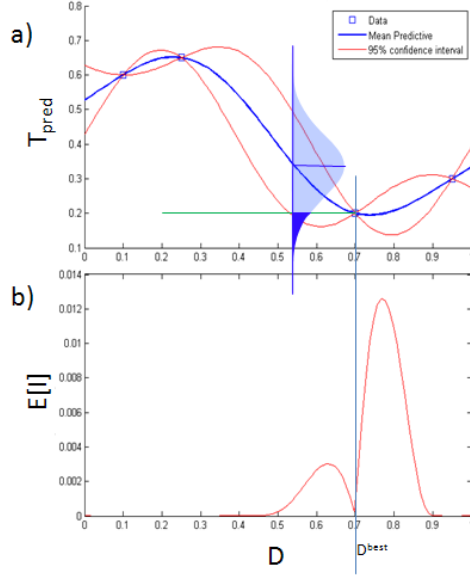 a)
Data
Mean Predictive
95% confidence interval
T_pred
0.8
0.7
0.6
0.5
0.4
0.3
0.2
0.1
0 0.1 0.2 0.3 0.4 0.5 0.6 0.7 0.8 0.9
b)
E[I]
0.014
0.012
0.01
0.008
0.006
0.004
0.002
0
0 0.1 0.2 0.3 0.4 0.5 0.6 0.7 0.8 0.9
D
D^best